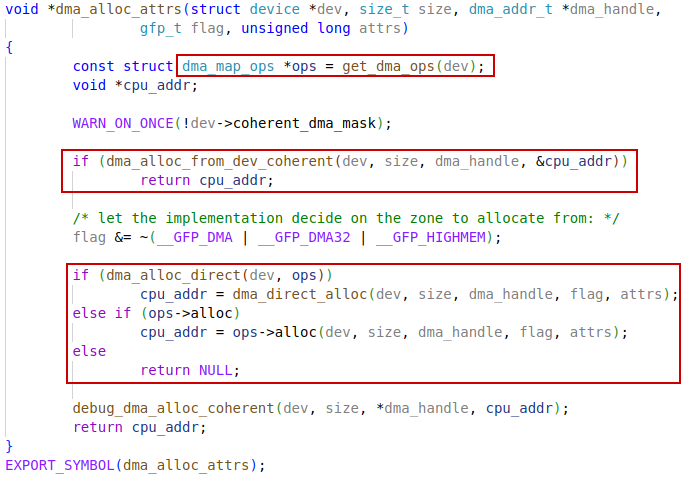 void *dma_alloc_attrs(struct device *dev, size_t size, dma_addr_t *dma_handle,
gfp_t flag, unsigned long attrs)
{
const struct dma_map_ops *ops = get_dma_ops(dev);
void *cpu_addr;
WARN_ON_ONCE(!dev->coherent_dma_mask);
if (dma_alloc_from_dev_coherent(dev, size, dma_handle, &cpu_addr))
return cpu_addr;
/* let the implementation decide on the zone to allocate from: */
flag &= ~(__GFP_DMA | __GFP_DMA32 | __GFP_HIGHMEM);
if (dma_alloc_direct(dev, ops))
cpu_addr = dma_direct_alloc(dev, size, dma_handle, flag, attrs);
else if (ops->alloc)
cpu_addr = ops->alloc(dev, size, dma_handle, flag, attrs);
else
return NULL;
debug_dma_alloc_coherent(dev, size, *dma_handle, cpu_addr);
return cpu_addr;
}
EXPORT_SYMBOL(dma_alloc_attrs);